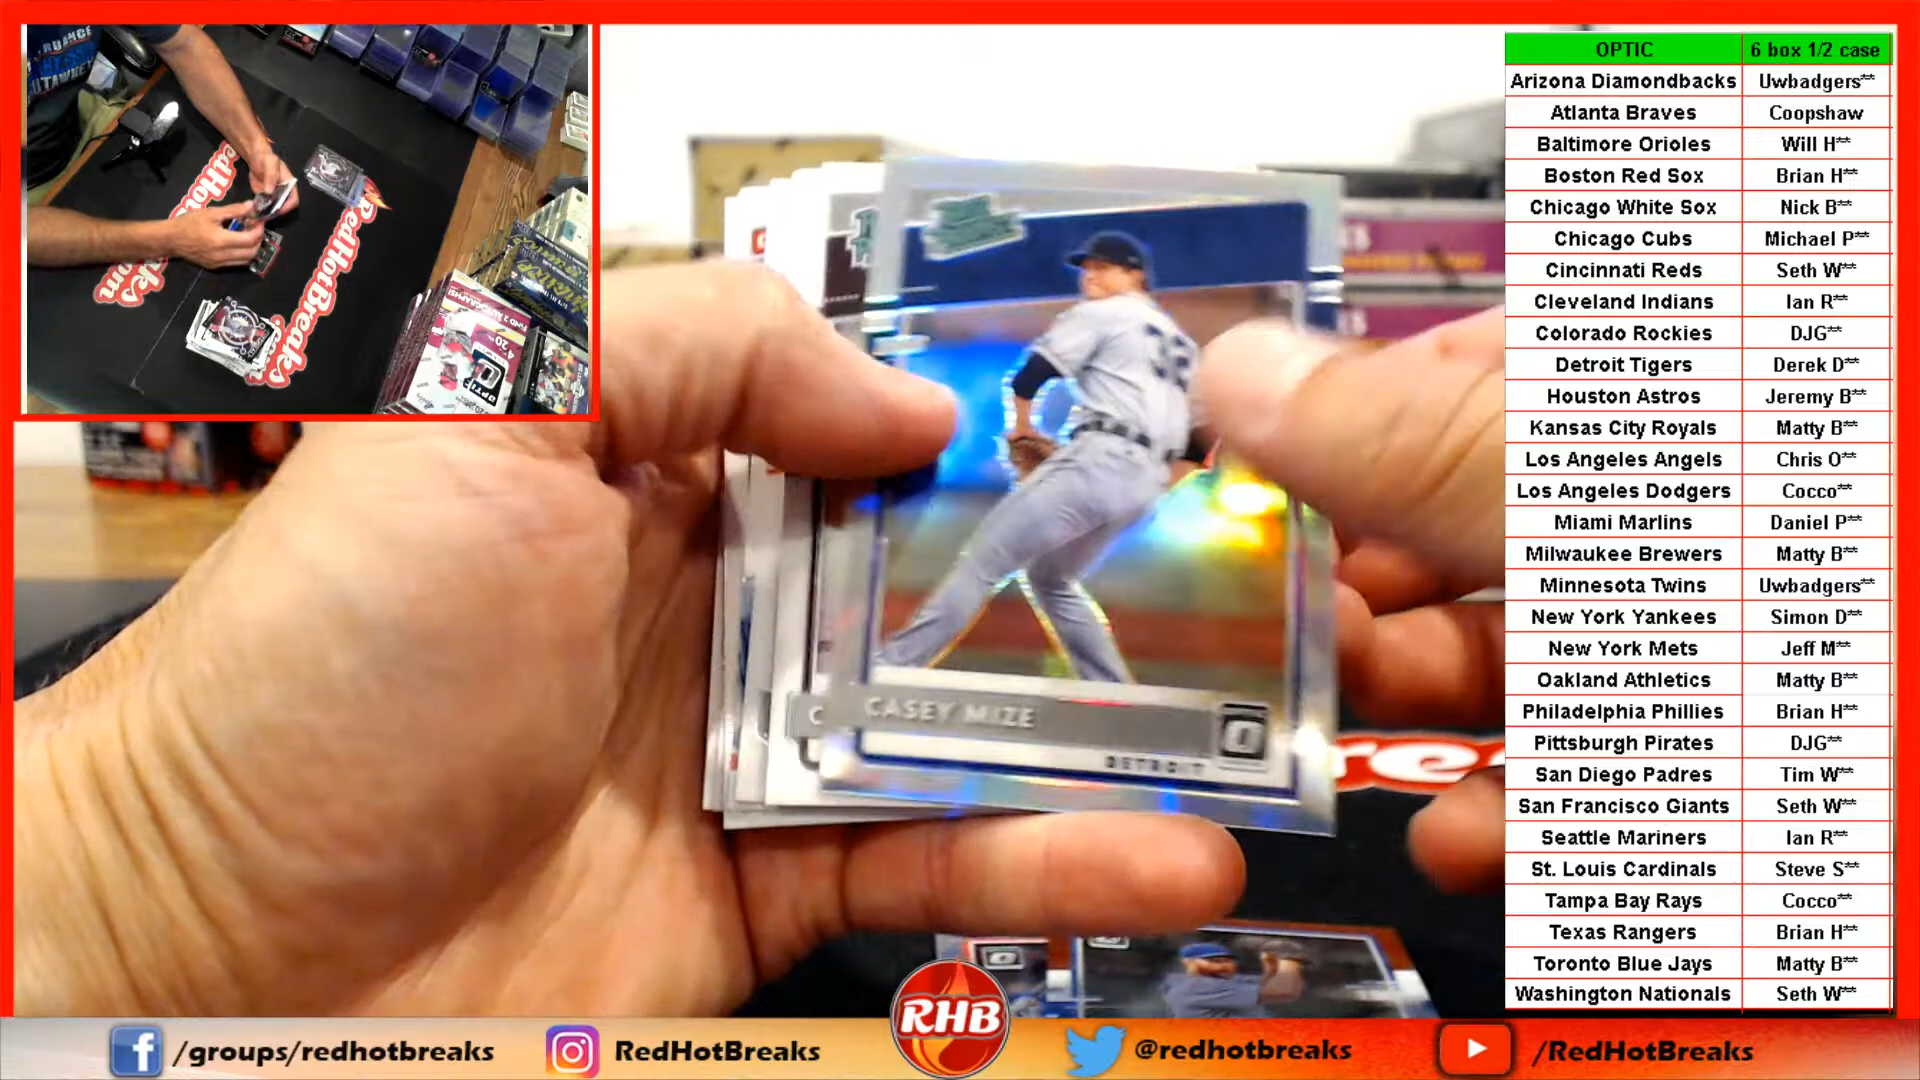 OPTIC 6 box 1/2 case
Arizona Diamondbacks Uwbadgers**
Atlanta Braves Coopshaw
Baltimore Orioles Will H**
Boston Red Sox Brian H**
Chicago White Sox Nick B**
Chicago Cubs Michael P**
Cincinnati Reds Seth W**
Cleveland Indians Ian R**
Colorado Rockies DJG**
Detroit Tigers Derek D**
Houston Astros Jeremy B**
Kansas City Royals Matty B**
Los Angeles Angels Chris O**
Los Angeles Dodgers Cocco**
Miami Marlins Daniel P**
Milwaukee Brewers Matty B**
Minnesota Twins Uwbadgers**
New York Yankees Simon D**
New York Mets Jeff M**
Oakland Athletics Matty B**
Philadelphia Phillies Brian H**
Pittsburgh Pirates DJG**
San Diego Padres Tim W**
San Francisco Giants Seth W**
Seattle Mariners Ian R**
St. Louis Cardinals Steve S**
Tampa Bay Rays Cocco**
Texas Rangers Brian H**
Toronto Blue Jays Matty B**
Washington Nationals Seth W**
RedHotBreaks
32
CASEY MIZE
DETROIT
RHB
/groups/redhotbreaks
RedHotBreaks
@redhotbreaks
/RedHotBreaks